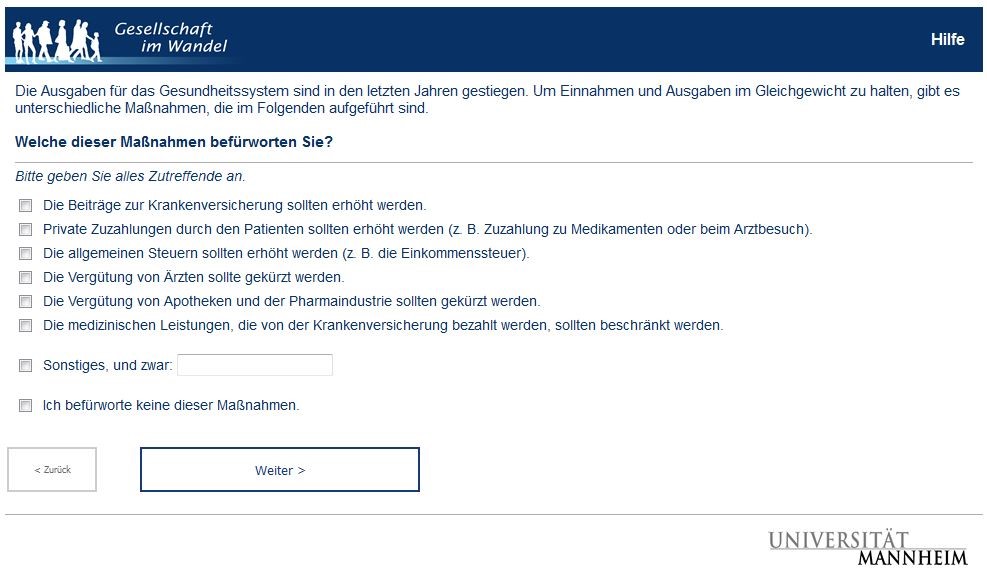 Gesellschaft
im Wandel
Hilfe
Die Ausgaben für das Gesundheitssystem sind in den letzten Jahren gestiegen. Um Einnahmen und Ausgaben im Gleichgewicht zu halten, gibt es
unterschiedliche Maßnahmen, die im Folgenden aufgeführt sind.
Welche dieser Maßnahmen befürworten Sie?
Bitte geben Sie alles Zutreffende an.
Die Beiträge zur Krankenversicherung sollten erhöht werden.
Private Zuzahlungen durch den Patienten sollten erhöht werden (z. B. Zuzahlung zu Medikamenten oder beim Arztbesuch).
Die allgemeinen Steuern sollten erhöht werden (z. B. die Einkommenssteuer).
Die Vergütung von Ärzten sollte gekürzt werden.
Die Vergütung von Apotheken und der Pharmaindustrie sollten gekürzt werden.
Die medizinischen Leistungen, die von der Krankenversicherung bezahlt werden, sollten beschränkt werden.
Sonstiges, und zwar:
Ich befürworte keine dieser Maßnahmen.
< Zurück
Weiter >
UNIVERSITÄT
MANNHEIM